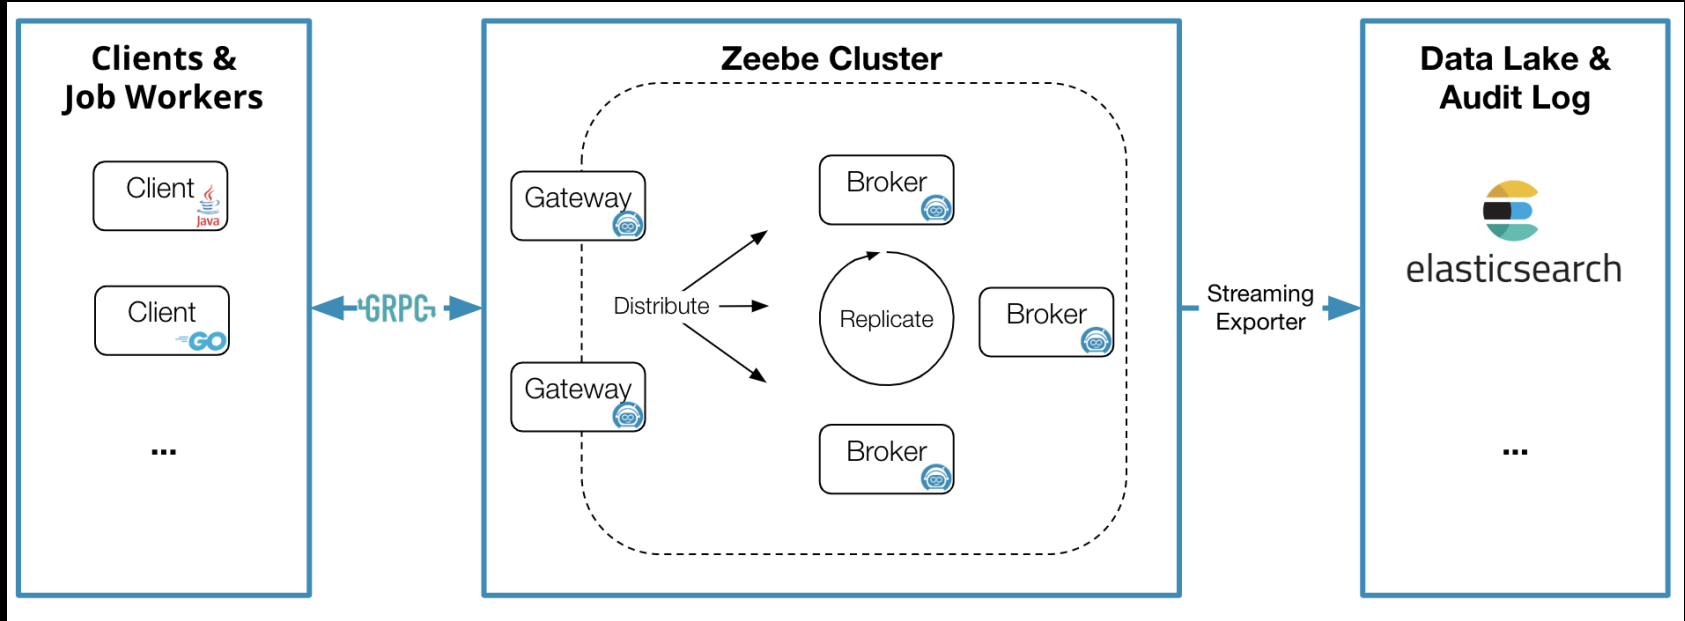 Clients &
Job Workers
Client
Java
Client
GO
...
GRPC
Zeebe Cluster
Gateway
Gateway
Distribute
Broker
Replicate
Broker
Broker
Streaming
Exporter
Data Lake &
Audit Log
elasticsearch
...